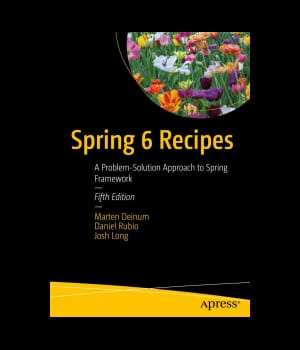 Spring 6 Recipes
A Problem-Solution Approach to Spring
Framework
—
Fifth Edition
—
Marten Deinum
Daniel Rubio
Josh Long
Apress®